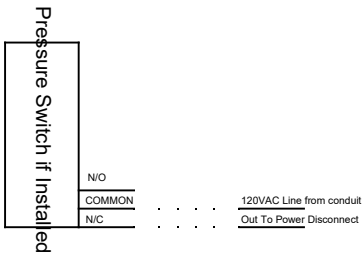 Pressure Switch if Installed
N/O
COMMON
120VAC Line from conduit
N/C
Out To Power Disconnect